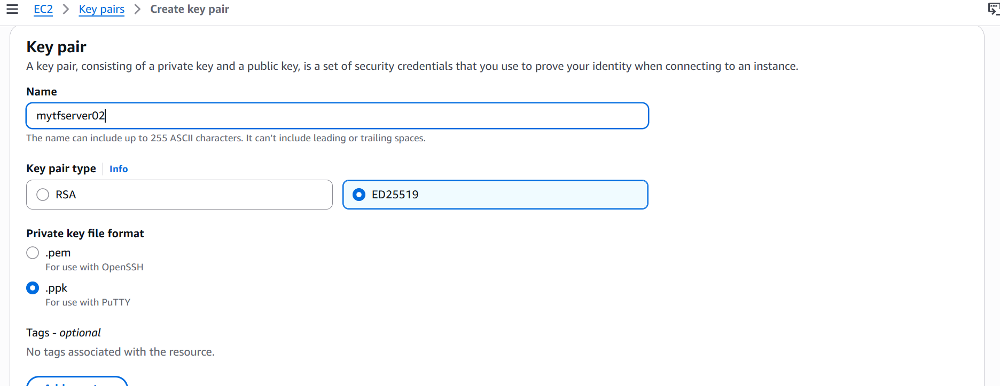 EC2 > Key pairs > Create key pair
Key pair
A key pair, consisting of a private key and a public key, is a set of security credentials that you use to prove your identity when connecting to an instance.
Name
mytfserver02
The name can include up to 255 ASCII characters. It can’t include leading or trailing spaces.
Key pair type Info
RSA ED25519
Private key file format
.pem
For use with OpenSSH
.ppk
For use with PuTTY
Tags - optional
No tags associated with the resource.